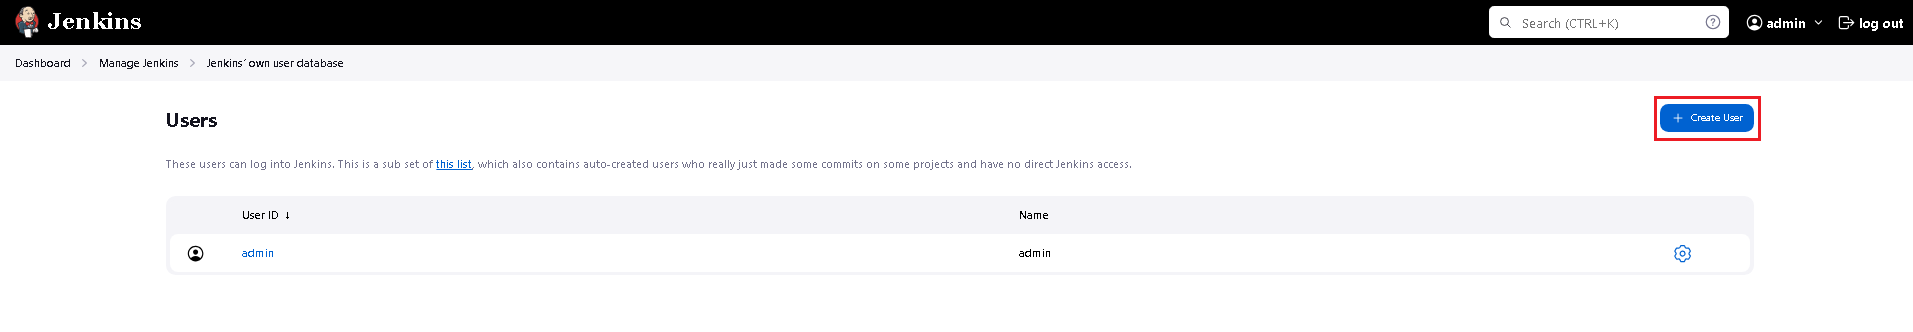 Jenkins Search (CTRL+K) admin log out
Dashboard Manage Jenkins Jenkins' own user database
Users + Create User
These users can log into Jenkins. This is a sub set of this list, which also contains auto-created users who really just made some commits on some projects and have no direct Jenkins access.
User ID ↓ Name
admin admin